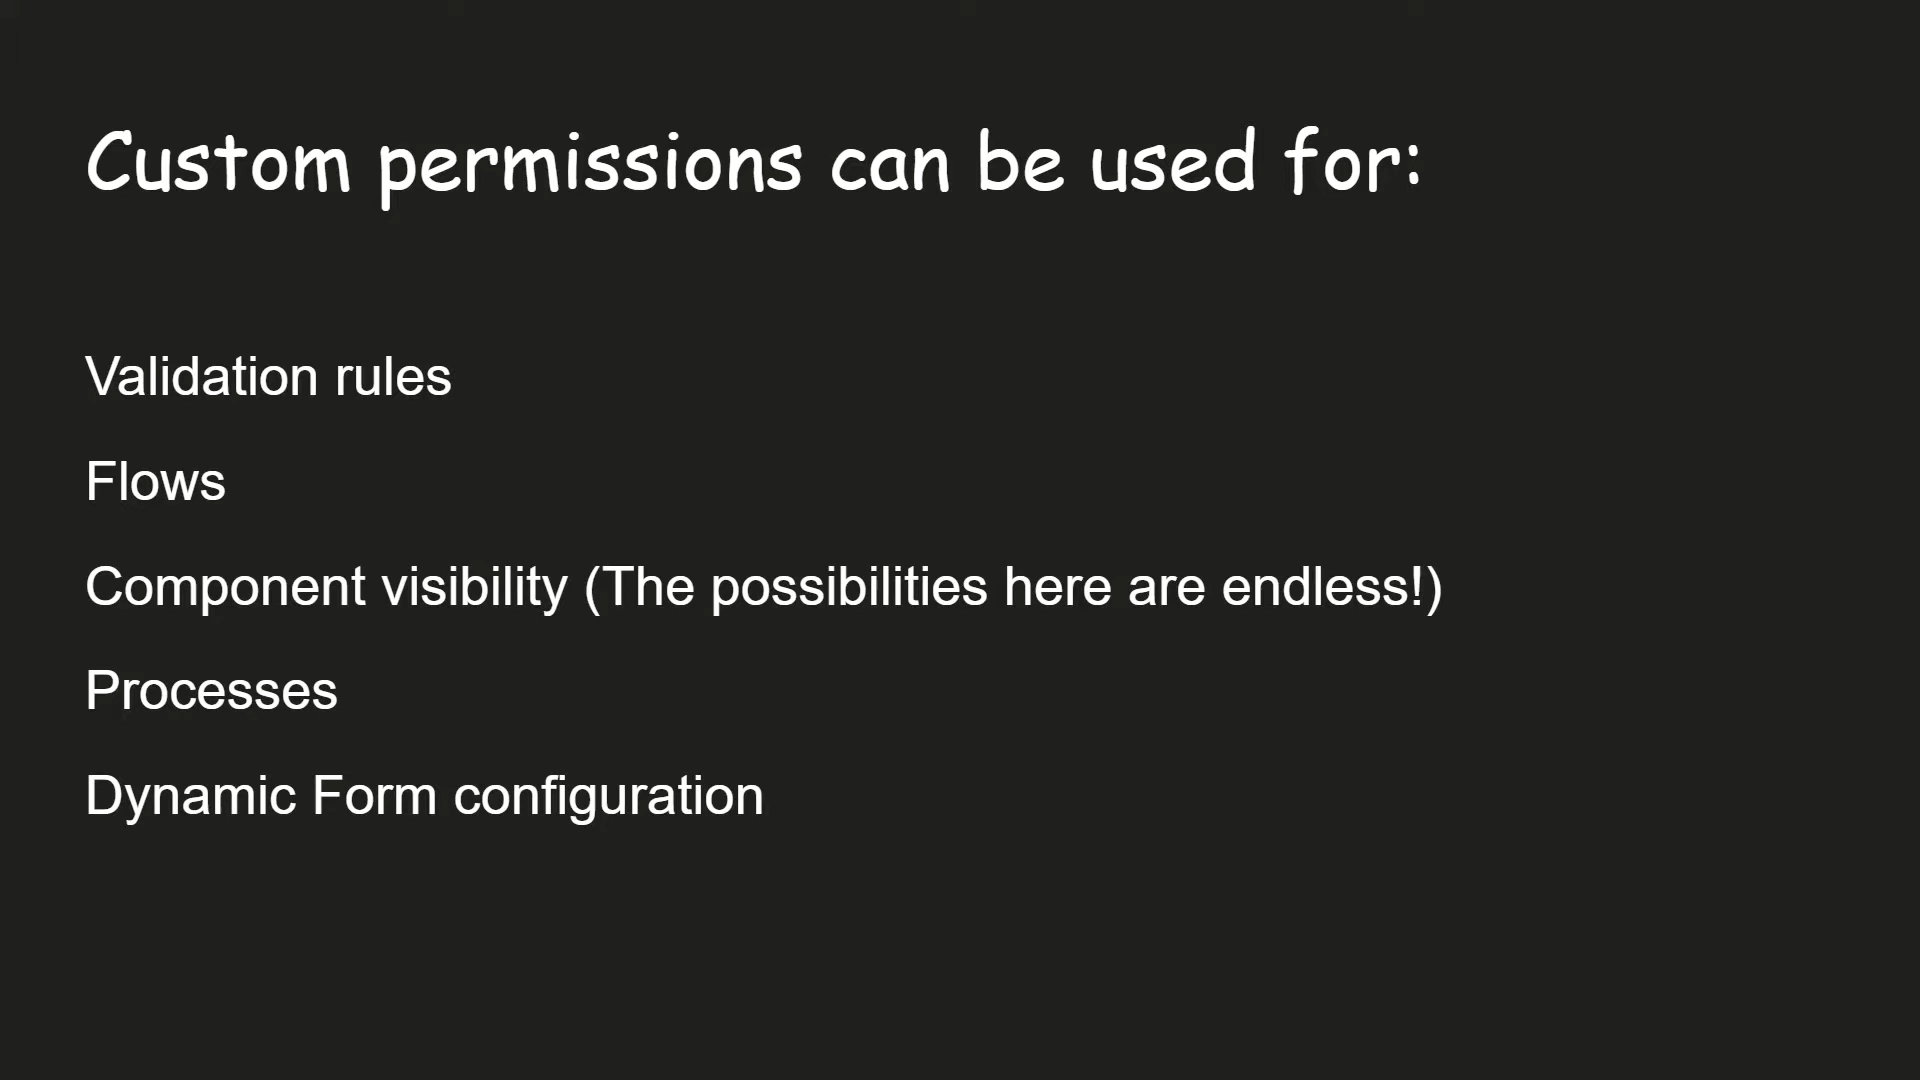 Custom permissions can be used for:
Validation rules
Flows
Component visibility (The possibilities here are endless!)
Processes
Dynamic Form configuration